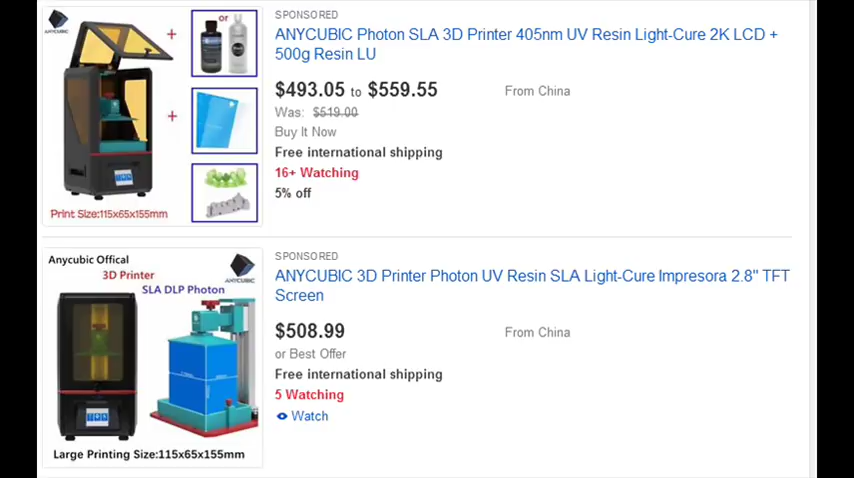 ANYCUBIC
or
Print Size:115x65x155mm
SPONSORED
ANYCUBIC Photon SLA 3D Printer 405nm UV Resin Light-Cure 2K LCD +
500g Resin LU
$493.05 to $559.55
From China
Was: $519.00
Buy It Now
Free international shipping
16+ Watching
5% off
Anycubic Offical
3D Printer
SLA DLP Photon
ANYCUBIC
Large Printing Size:115x65x155mm
SPONSORED
ANYCUBIC 3D Printer Photon UV Resin SLA Light-Cure Impresora 2.8" TFT
Screen
$508.99
From China
or Best Offer
Free international shipping
5 Watching
Watch